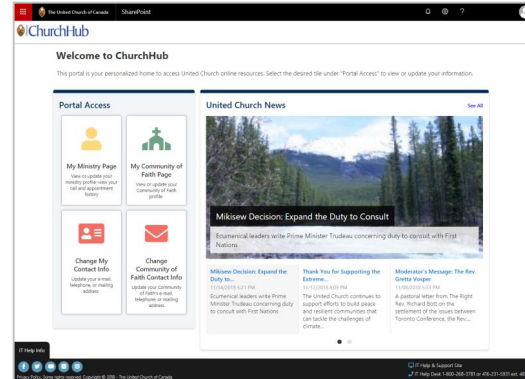 The United Church of Canada
SharePoint
?
ChurchHub
Welcome to ChurchHub
This portal is your personalized home to access United Church online resources. Select the desired tile under "Portal Access" to view or update your information.
Portal Access
My Ministry Page
View or update your
ministry profile view your
call and appointment
history
My Community of
Faith Page
View or update your
Community of Faith
profile
Change My
Contact Info
Update your e-mail,
telephone, or mailing
address
Change
Community of
Faith Contact Info
Update your Community
of Faith's e-mail,
telephone, or mailing
address
United Church News
See All
Mikisew Decision: Expand the Duty to Consult
Ecumenical leaders write Prime Minister Trudeau concerning duty to consult with First
Nations
Mikisew Decision: Expand the
Duty to...
11/14/2018 5:21 PM
Ecumenical leaders write Prime
Minister Trudeau concerning duty
to consult with First Nations
Thank You for Supporting the
Extreme...
11/12/2018 8:09 PM
The United Church continues to
support efforts to build peace
and resilient communities that
can tackle the challenges of
climate...
Moderator's Message: The Rev.
Gretta Vosper
11/08/2018 5:33 PM
A pastoral letter from The Right
Rev. Richard Bott on the
settlement of the issues between
Toronto Conference, the Rev....
IT Help Info
Privacy Policy. Some rights reserved. Copyright © 2018 - The United Church of Canada
IT Help & Support Site
IT Help Desk 1-800-268-3781 or 416-231-5931 ext.